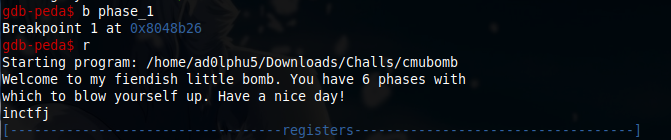 gdb-peda$ b phase_1
Breakpoint 1 at 0x8048b26
gdb-peda$ r
Starting program: /home/ad0lphu5/Downloads/Challs/cmubomb
Welcome to my fiendish little bomb. You have 6 phases with
which to blow yourself up. Have a nice day!
inctfj
[----------------------------------registers-----------------------------------]